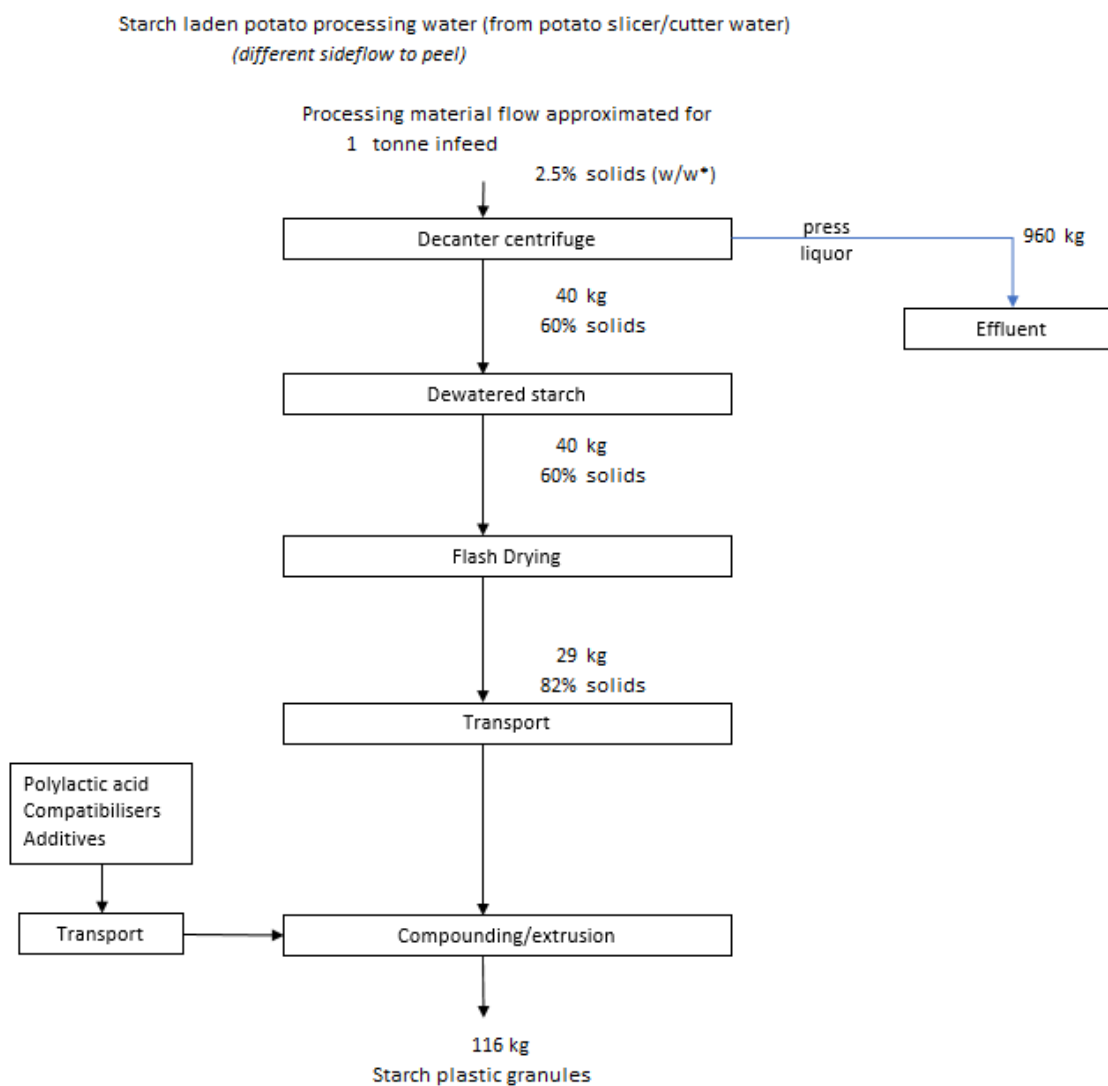 Starch laden potato processing water (from potato slicer/cutter water)
(different sideflow to peel)
Processing material flow approximated for
1 tonne infeed
2.5% solids (w/w*)
Decanter centrifuge
press
liquor
960 kg
Effluent
40 kg
60% solids
Dewatered starch
40 kg
60% solids
Flash Drying
29 kg
82% solids
Transport
Polylactic acid
Compatibilisers
Additives
Transport
Compounding/extrusion
116 kg
Starch plastic granules